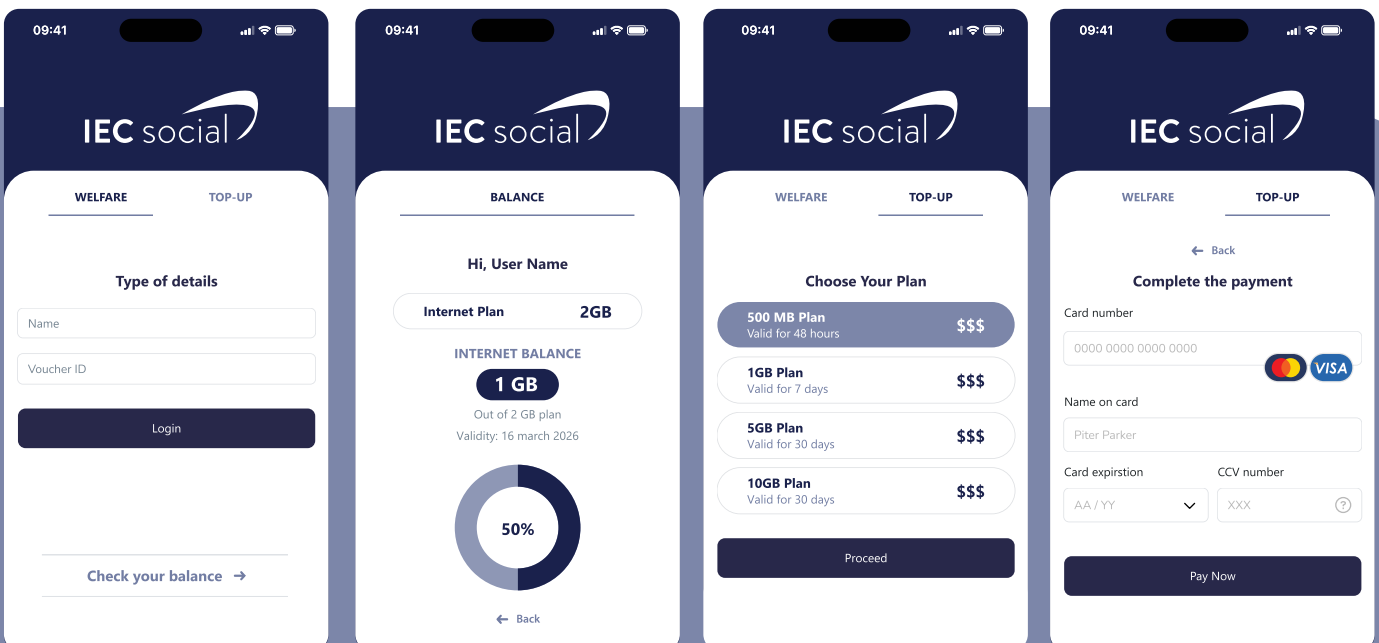 09:41
IEC social
WELFARE TOP-UP
Type of details
Name
Voucher ID
Login
Check your balance
09:41
IEC social
BALANCE
Hi, User Name
Internet Plan 2GB
INTERNET BALANCE
1 GB
Out of 2 GB plan
Validity: 16 march 2026
50%
Back
09:41
IEC social
WELFARE TOP-UP
Choose Your Plan
500 MB Plan
Valid for 48 hours
$$$
1GB Plan
Valid for 7 days
$$$
5GB Plan
Valid for 30 days
$$$
10GB Plan
Valid for 30 days
$$$
Proceed
09:41
IEC social
WELFARE TOP-UP
Back
Complete the payment
Card number
0000 0000 0000 0000
VISA
Name on card
Piter Parker
Card expirstion CCV number
AA / YY XXX ?
Pay Now